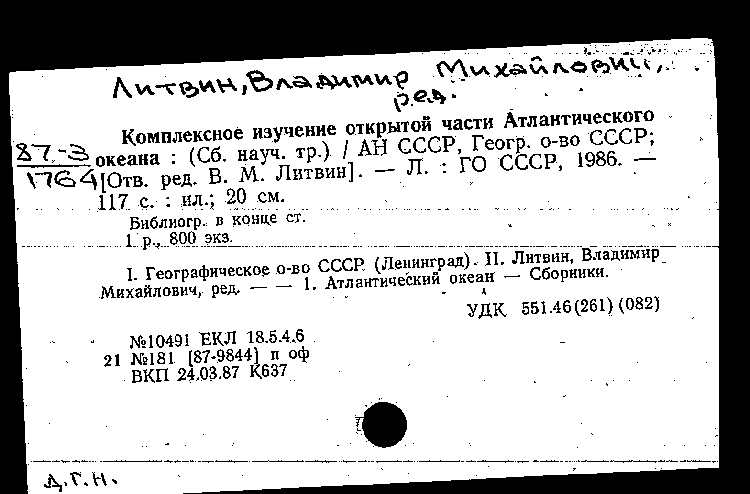 Литвин, Владимир Михайлович,
ред.
87-3
1764
Комплексное изучение открытой части Атлантического
океана : (Сб. науч. тр.) / АН СССР, Геогр. о-во СССР;
[Отв. ред. В. М. Литвин]. — Л. : ГО СССР, 1986. —
117 с. : ил.; 20 см.
Библиогр. в конце ст.
1 р., 800 экз.
I. Географическое о-во СССР (Ленинград). II. Литвин, Владимир
Михайлович, ред. — — 1. Атлантический океан — Сборники.
УДК 551.46(261)(082)
№10491 ЕКЛ 18.5.4.6
21 №181 [87-9844] п оф
ВКП 24.03.87 К637
д.г.н.